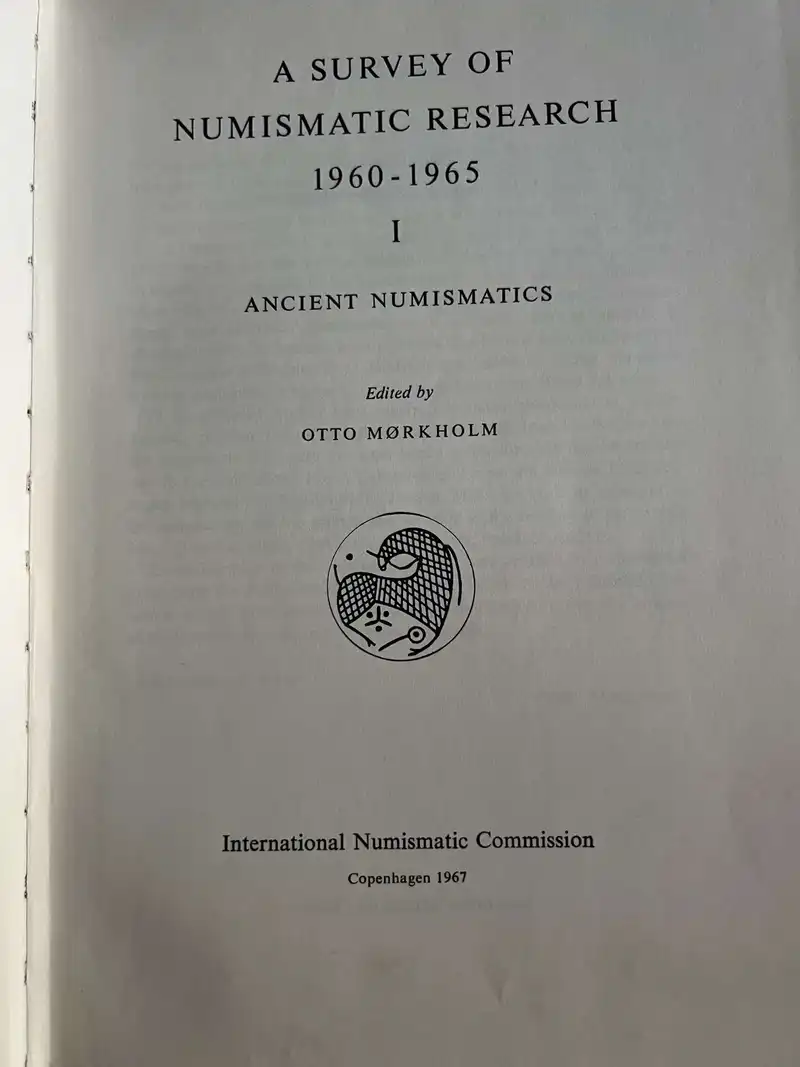 A SURVEY OF
NUMISMATIC RESEARCH
1960-1965
I
ANCIENT NUMISMATICS
Edited by
OTTO MØRKHOLM
International Numismatic Commission
Copenhagen 1967